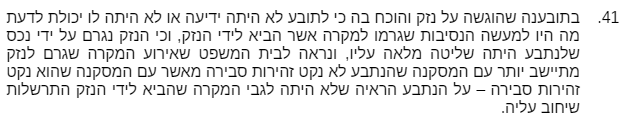 41. בתובענה שהוגשה על נזק והוכח בה כי לתובע לא היתה ידיעה או לא היתה לו יכולת לדעת
מה היו למעשה הנסיבות שגרמו למקרה אשר הביא לידי הנזק, וכי הנזק נגרם על ידי נכס
שלנתבע היתה שליטה מלאה עליו, ונראה לבית המשפט שאירוע המקרה שגרם לנזק
מתיישב יותר עם המסקנה שהנתבע לא נקט זהירות סבירה מאשר עם המסקנה שהוא נקט
זהירות סבירה – על הנתבע הראיה שלא היתה לגבי המקרה שהביא לידי הנזק התרשלות
שיחוב עליה.